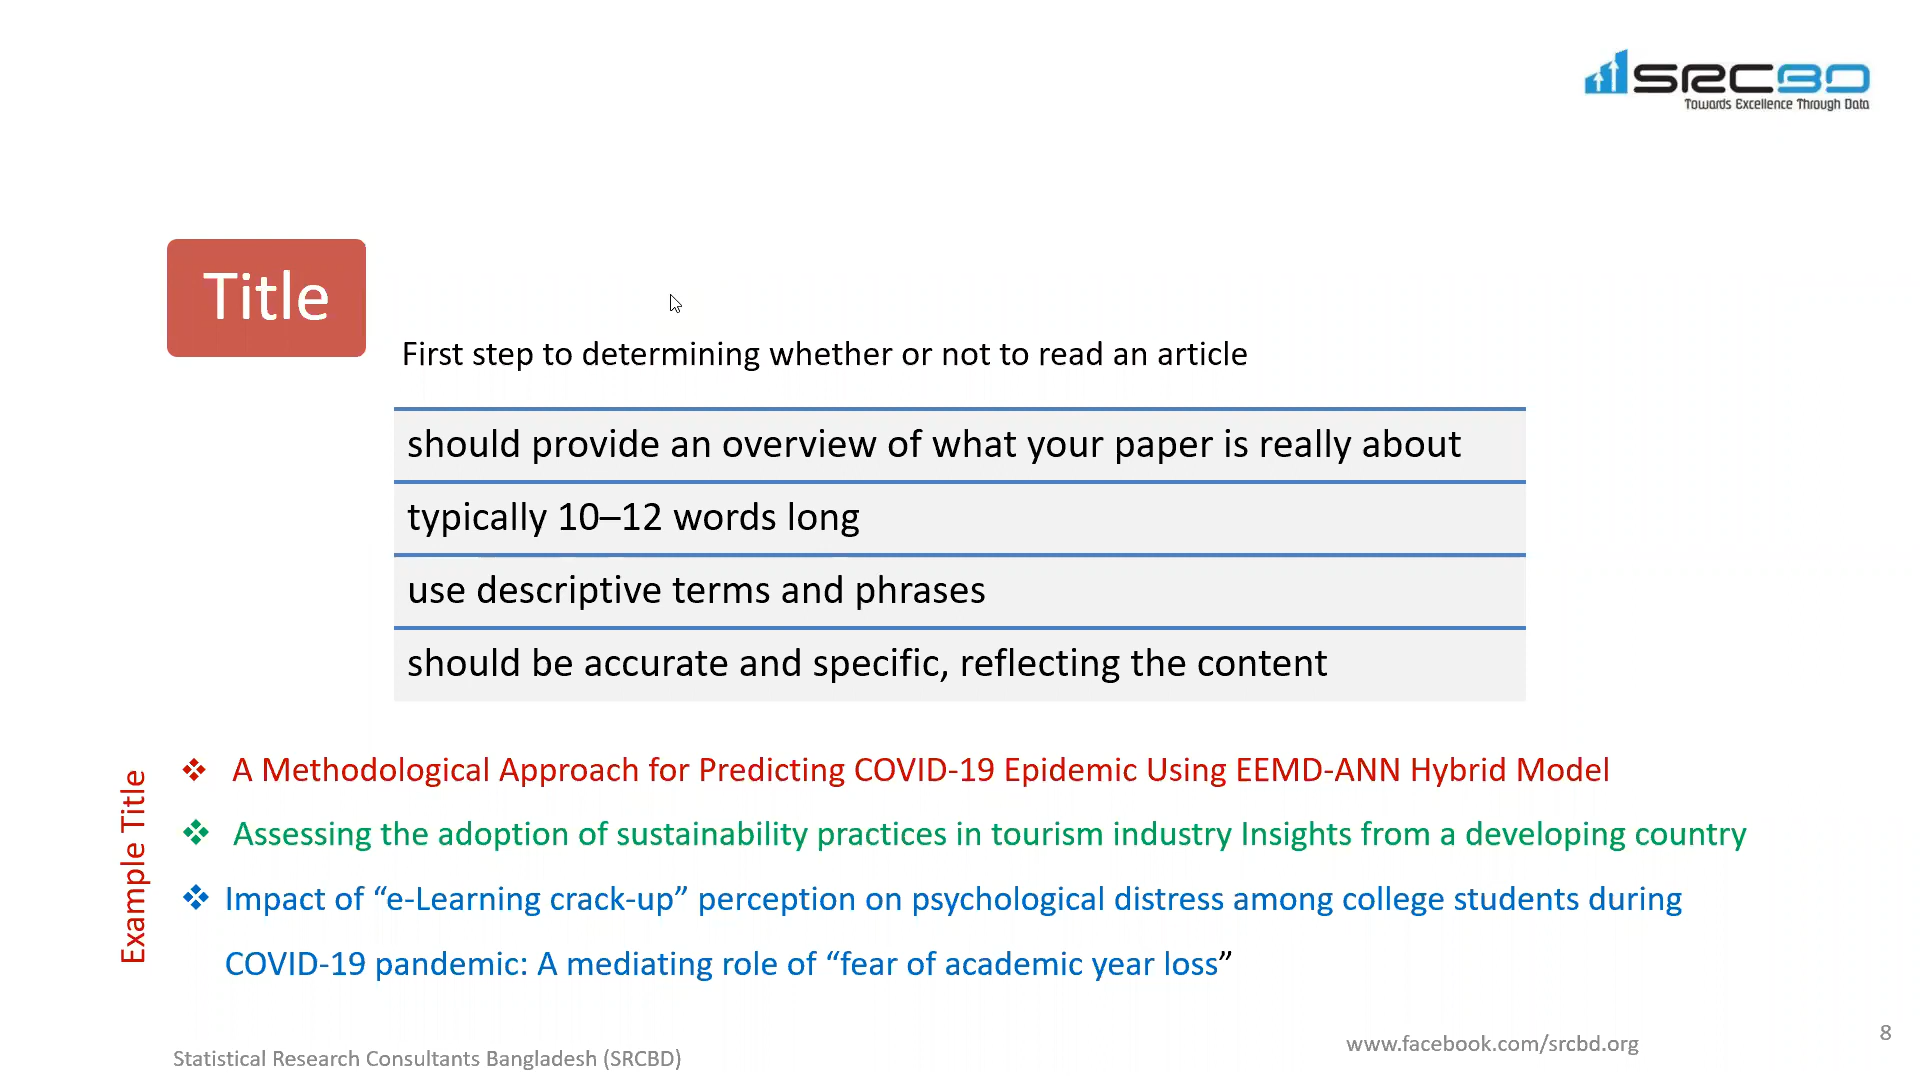 SRCBD
Towards Excellence Through Data
Title
First step to determining whether or not to read an article
should provide an overview of what your paper is really about
typically 10–12 words long
use descriptive terms and phrases
should be accurate and specific, reflecting the content
Example Title
❖ A Methodological Approach for Predicting COVID-19 Epidemic Using EEMD-ANN Hybrid Model
❖ Assessing the adoption of sustainability practices in tourism industry Insights from a developing country
❖ Impact of “e-Learning crack-up” perception on psychological distress among college students during
COVID-19 pandemic: A mediating role of “fear of academic year loss”
Statistical Research Consultants Bangladesh (SRCBD)
www.facebook.com/srcbd.org
8